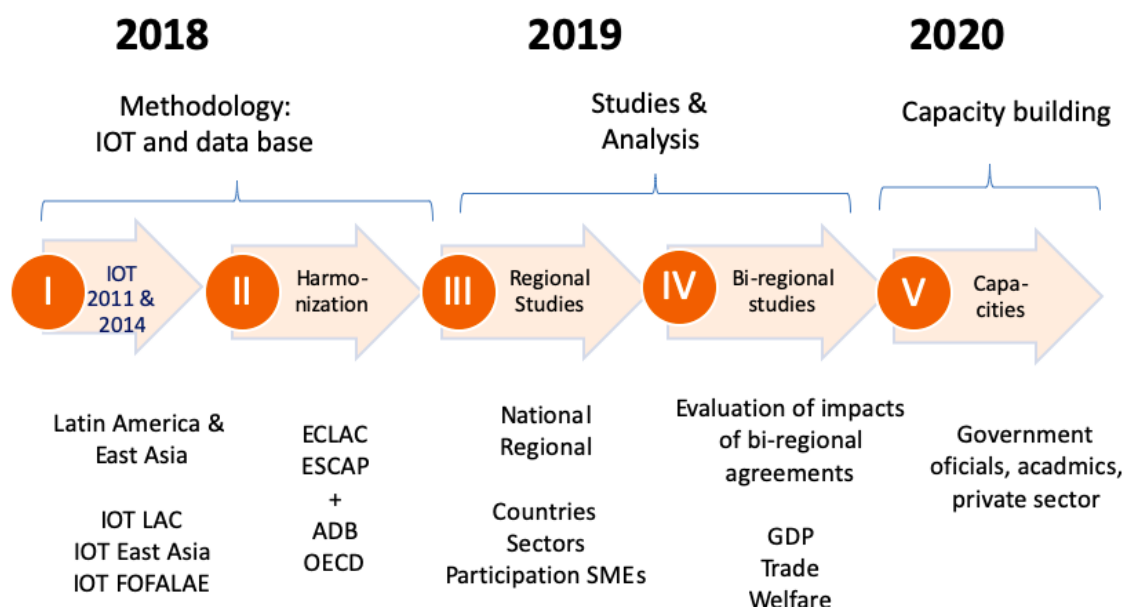 2018
2019
2020
Methodology:
IOT and data base
Studies &
Analysis
Capacity building
I
IOT
2011 &
2014
II
Harmo-
nization
III
Regional
Studies
IV
Bi-regional
studies
V
Capa-
cities
Latin America &
East Asia
IOT LAC
IOT East Asia
IOT FOFALAE
ECLAC
ESCAP
+
ADB
OECD
National
Regional
Countries
Sectors
Participation SMEs
Evaluation of impacts
of bi-regional
agreements
GDP
Trade
Welfare
Government
oficials, acadmics,
private sector